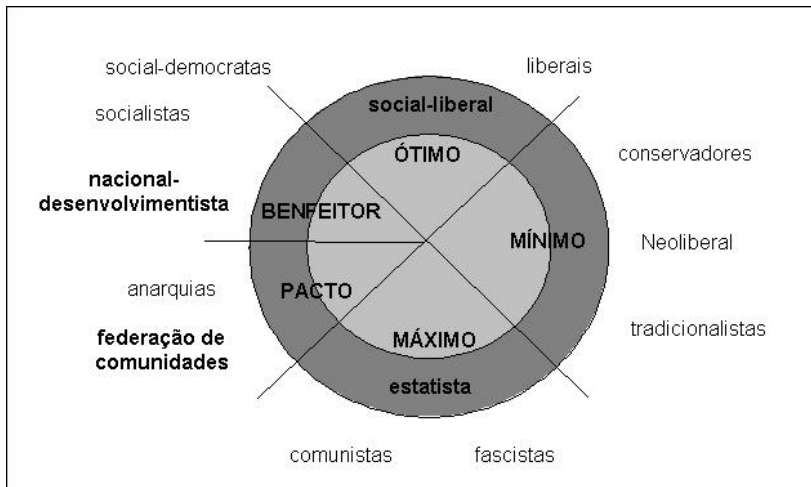 social-democratas
liberais
socialistas
social-liberal
ÓTIMO
conservadores
nacional-
desenvolvimentista
BENFEITOR
MÍNIMO
Neoliberal
anarquias
PACTO
federação de
comunidades
MÁXIMO
tradicionalistas
estatista
comunistas
fascistas